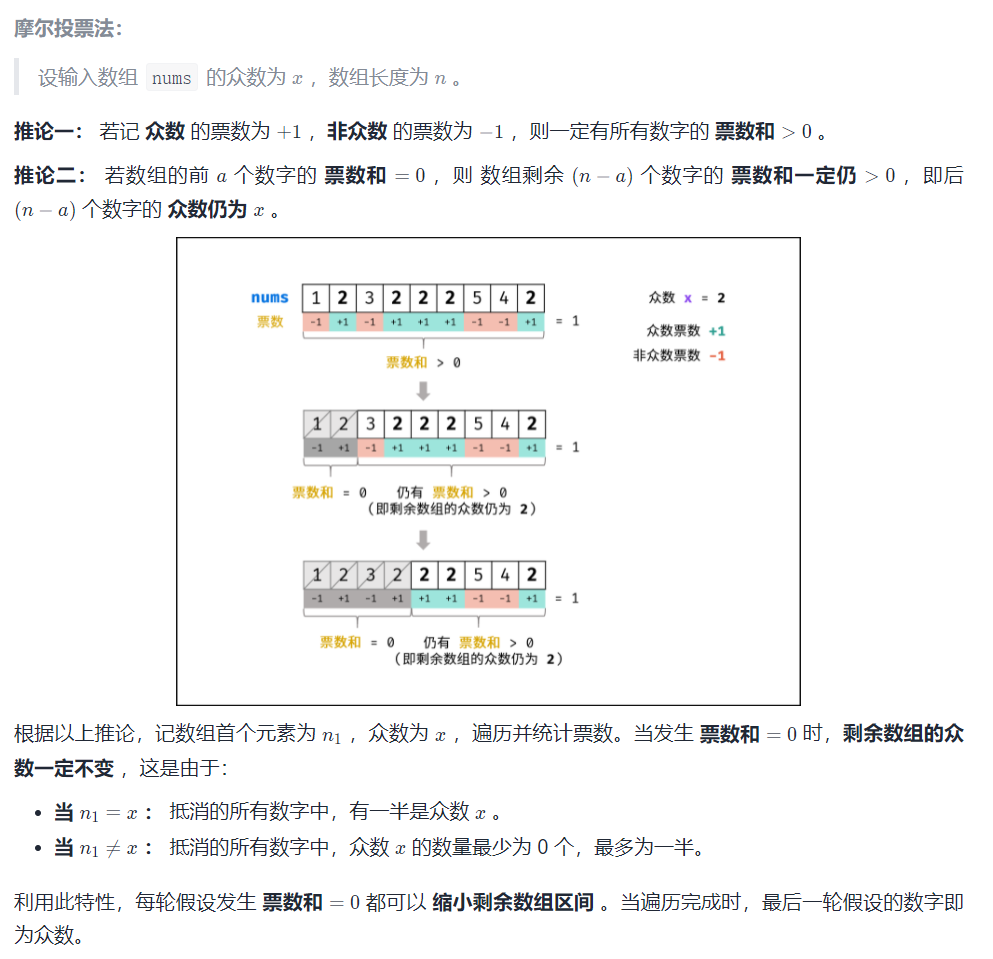 摩尔投票法：
设输入数组 nums 的众数为 x ，数组长度为 n 。
推论一： 若记 众数 的票数为 +1 ，非众数 的票数为 −1 ，则一定有所有数字的 票数和 > 0 。
推论二： 若数组的前 a 个数字的 票数和 = 0 ，则 数组剩余 (n − a) 个数字的 票数和一定仍 > 0 ，即后
(n − a) 个数字的 众数仍为 x 。
nums 1 2 3 2 2 2 5 4 2 众数 x = 2
票数 -1 +1 -1 +1 +1 +1 -1 -1 +1 = 1
众数票数 +1
非众数票数 -1
票数和 > 0
1 2 3 2 2 2 5 4 2
-1 +1 -1 +1 +1 +1 -1 -1 +1 = 1
票数和 = 0 仍有 票数和 > 0
（即剩余数组的众数仍为 2）
1 2 3 2 2 2 5 4 2
-1 +1 -1 +1 +1 +1 -1 -1 +1 = 1
票数和 = 0 仍有 票数和 > 0
（即剩余数组的众数仍为 2）
根据以上推论，记数组首个元素为 n₁ ，众数为 x ，遍历并统计票数。当发生 票数和 = 0 时，剩余数组的众
数一定不变 ，这是由于：
• 当 n₁ = x ： 抵消的所有数字中，有一半是众数 x 。
• 当 n₁ ≠ x ： 抵消的所有数字中，众数 x 的数量最少为 0 个，最多为一半。
利用此特性，每轮假设发生 票数和 = 0 都可以 缩小剩余数组区间 。当遍历完成时，最后一轮假设的数字即
为众数。